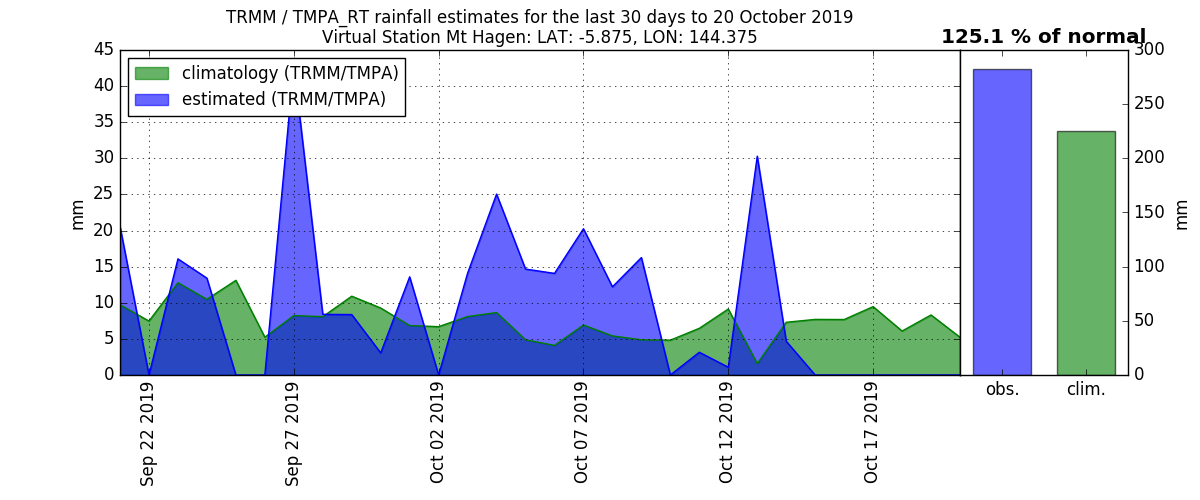 TRMM / TMPA_RT rainfall estimates for the last 30 days to 20 October 2019
Virtual Station Mt Hagen: LAT: -5.875, LON: 144.375
125.1 % of normal
climatology (TRMM/TMPA)
estimated (TRMM/TMPA)
mm
45
40
35
30
25
20
15
10
5
0
Sep 22 2019
Sep 27 2019
Oct 02 2019
Oct 07 2019
Oct 12 2019
Oct 17 2019
300
250
200
150
100
50
0
mm
obs.
clim.